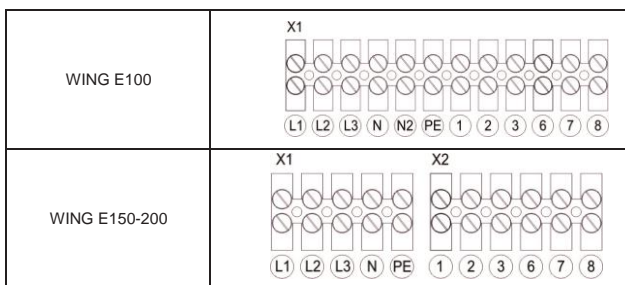 X1
WING E100
L1 L2 L3 N N2 PE 1 2 3 6 7 8
X1 X2
WING E150-200
L1 L2 L3 N PE 1 2 3 6 7 8